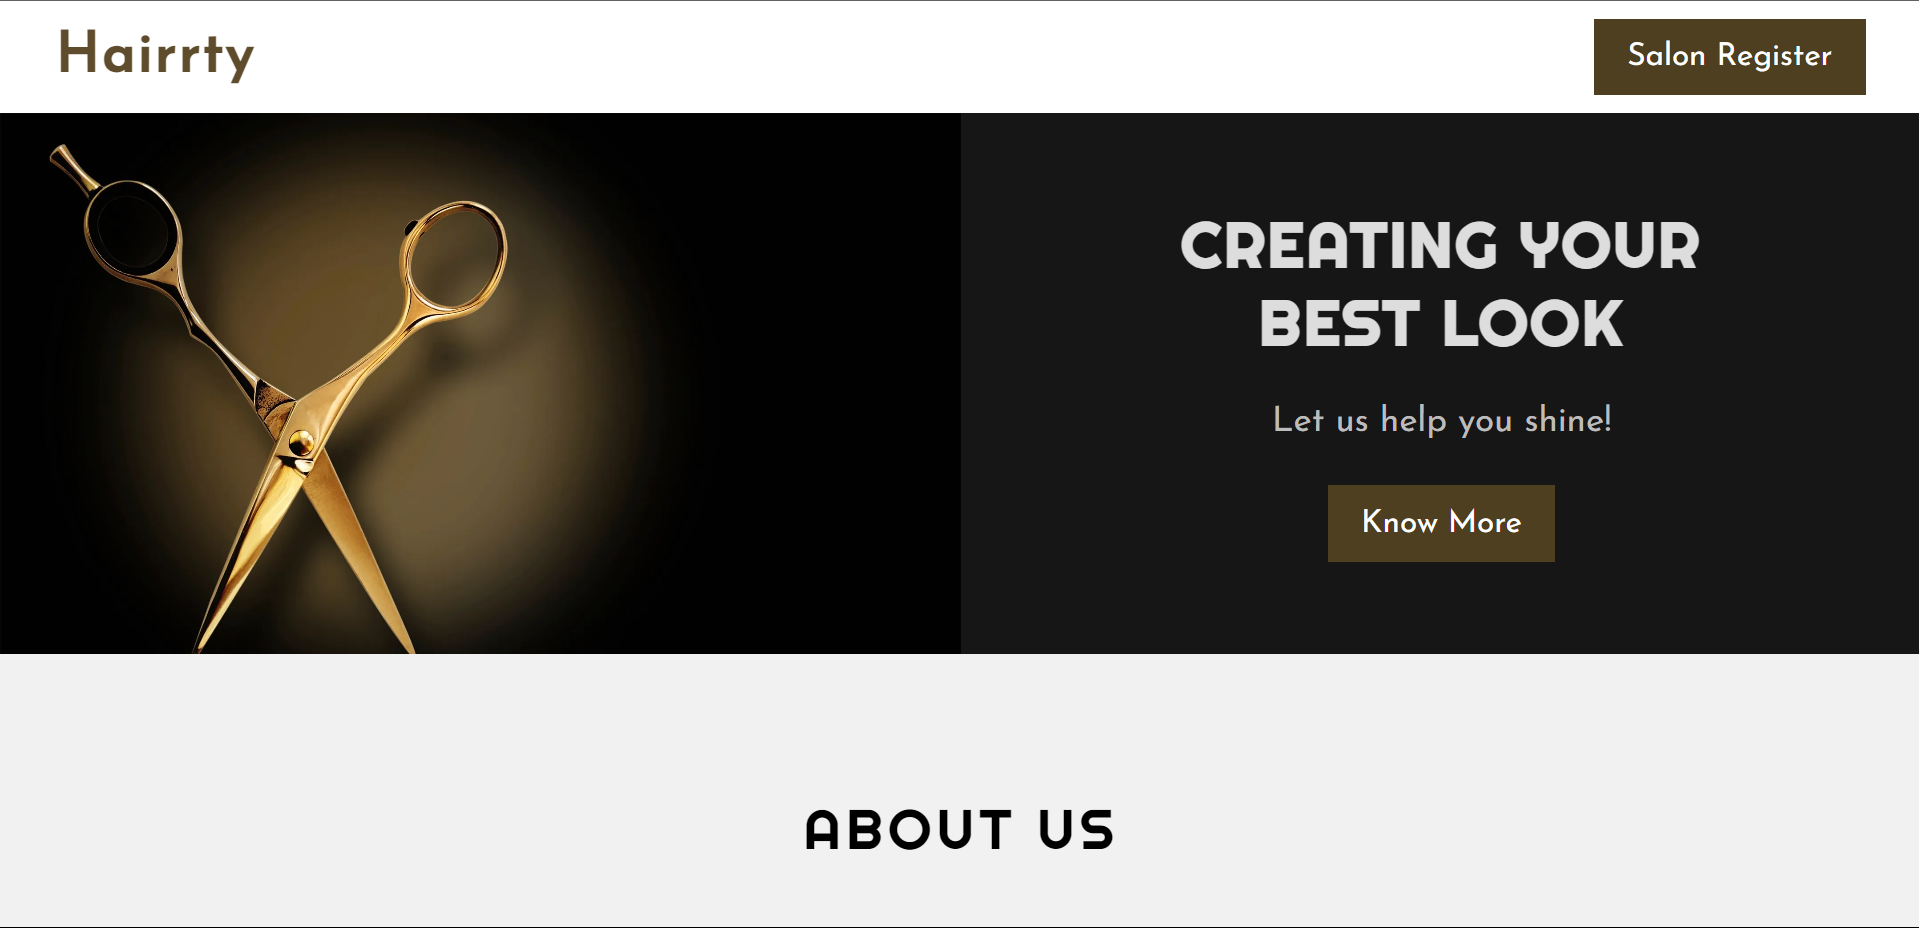 Hairrty
Salon Register
CREATING YOUR
BEST LOOK
Let us help you shine!
Know More
ABOUT US